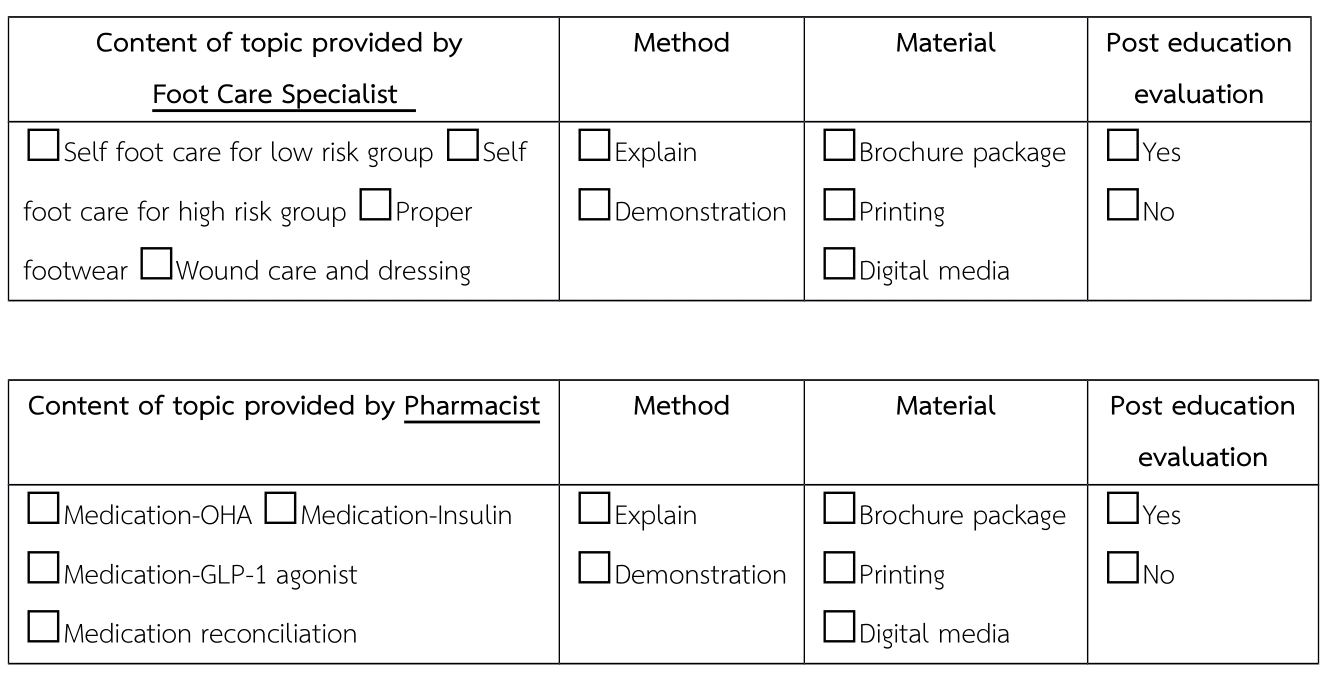 Content of topic provided by Method Material Post education
Foot Care Specialist evaluation
☐Self foot care for low risk group ☐Self ☐Explain ☐Brochure package ☐Yes
foot care for high risk group ☐Proper ☐Demonstration ☐Printing ☐No
footwear ☐Wound care and dressing ☐Digital media
Content of topic provided by Pharmacist Method Material Post education
evaluation
☐Medication-OHA ☐Medication-Insulin ☐Explain ☐Brochure package ☐Yes
☐Medication-GLP-1 agonist ☐Demonstration ☐Printing ☐No
☐Medication reconciliation ☐Digital media